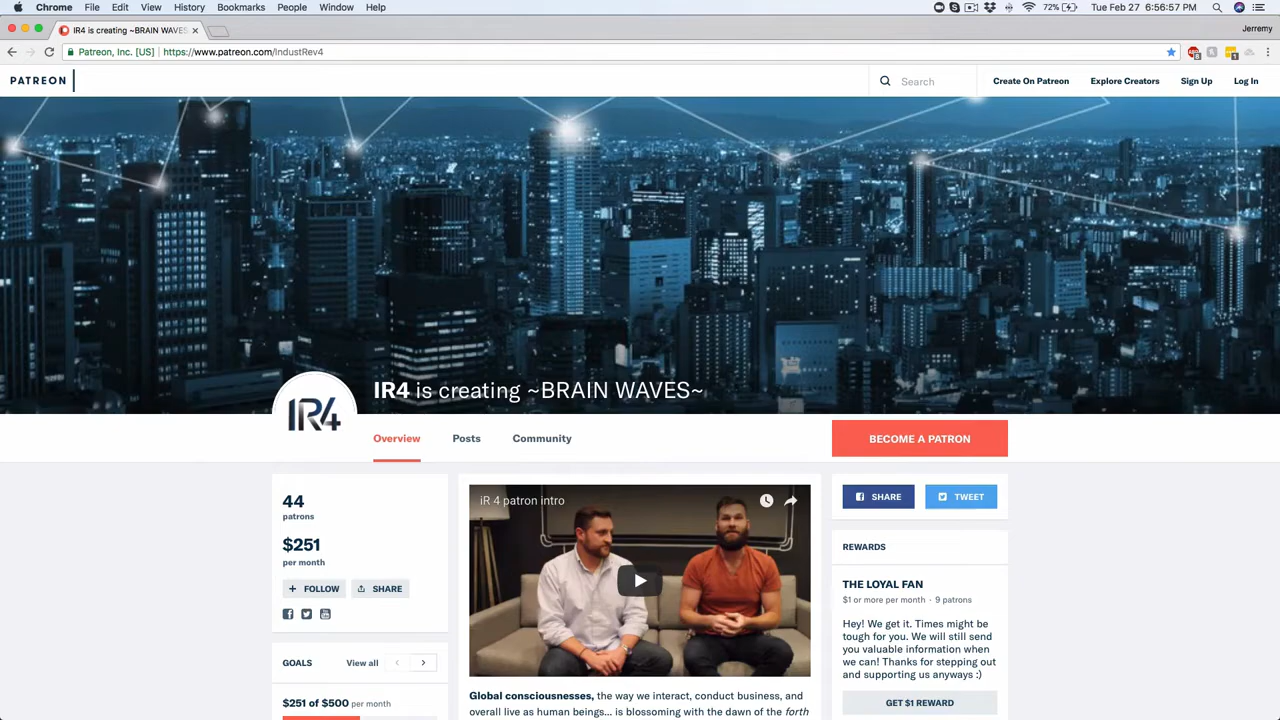 Chrome File Edit View History Bookmarks People Window Help 72% Tue Feb 27 6:56:57 PM
IR4 is creating ~BRAIN WAVES Jerremy
Patreon, Inc. [US] https://www.patreon.com/IndustRev4
PATREON Search Create On Patreon Explore Creators Sign Up Log In
IR4 is creating ~BRAIN WAVES~
IR4
Overview Posts Community BECOME A PATRON
44
patrons
$251
per month
FOLLOW SHARE
GOALS View all
$251 of $500 per month
iR 4 patron intro
Global consciousnesses, the way we interact, conduct business, and
overall live as human beings... is blossoming with the dawn of the forth
SHARE TWEET
REWARDS
THE LOYAL FAN
$1 or more per month · 9 patrons
Hey! We get it. Times might be
tough for you. We will still send
you valuable information when
we can! Thanks for stepping out
and supporting us anyways :)
GET $1 REWARD